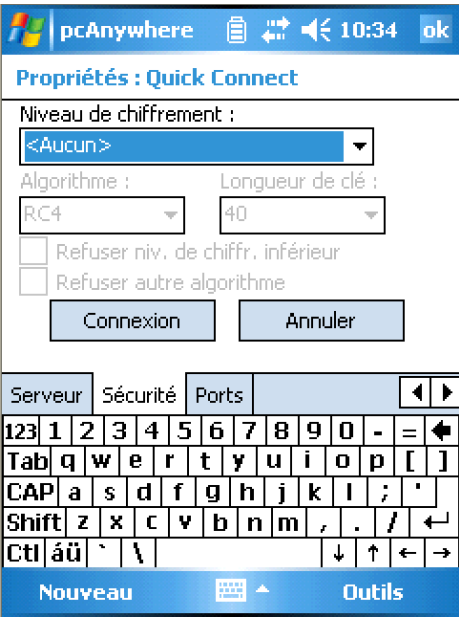 pcAnywhere 10:34 ok
Propriétés : Quick Connect
Niveau de chiffrement :
<Aucun>
Algorithme : Longueur de clé :
RC4 40
Refuser niv. de chiffr. inférieur
Refuser autre algorithme
Connexion Annuler
Serveur Sécurité Ports
123 1 2 3 4 5 6 7 8 9 0 - =
Tab q w e r t y u i o p [ ]
CAP a s d f g h j k l ; '
Shift z x c v b n m , . /
Ctl áü ` \
Nouveau Outils